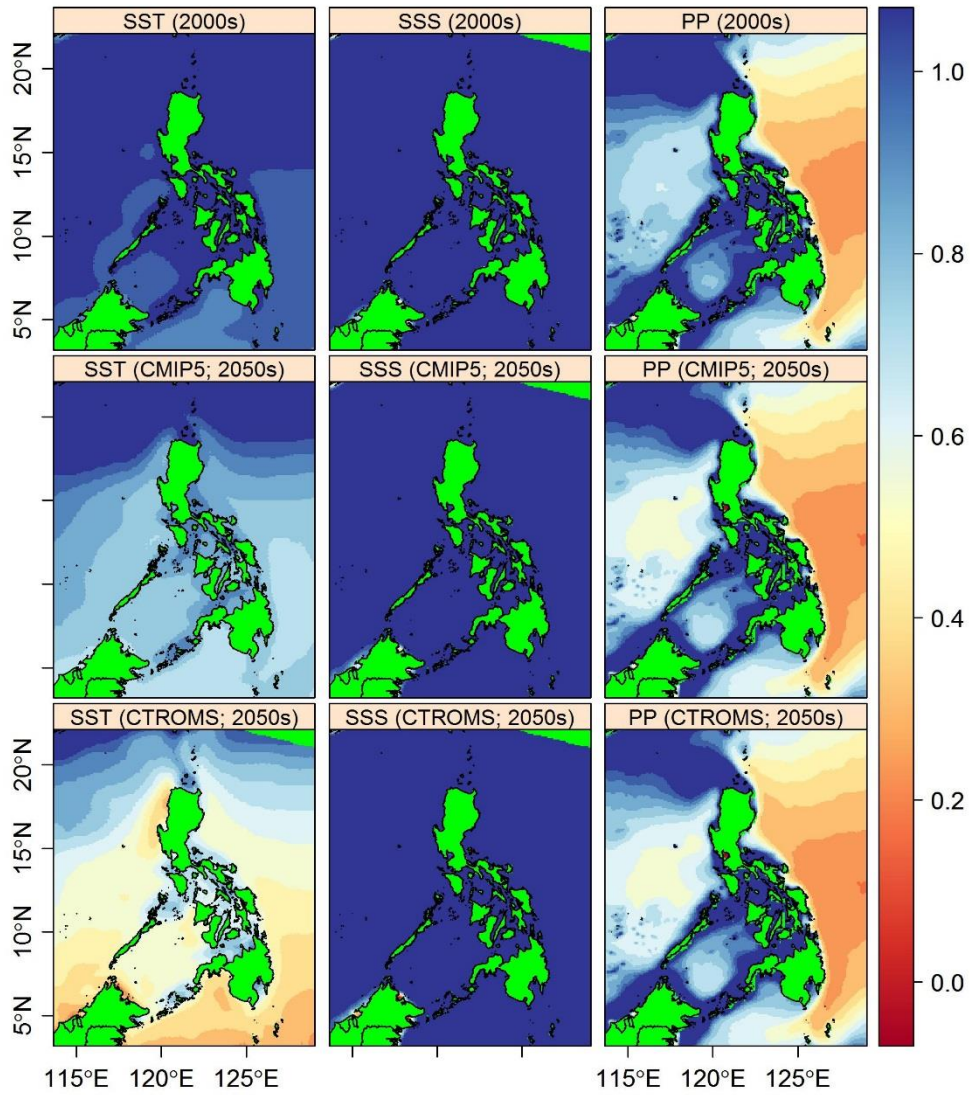 SST (2000s) SSS (2000s) PP (2000s)
20°N
15°N
10°N
5°N
SST (CMIP5; 2050s) SSS (CMIP5; 2050s) PP (CMIP5; 2050s)
SST (CTROMS; 2050s) SSS (CTROMS; 2050s) PP (CTROMS; 2050s)
20°N
15°N
10°N
5°N
115°E 120°E 125°E
115°E 120°E 125°E
1.0
0.8
0.6
0.4
0.2
0.0